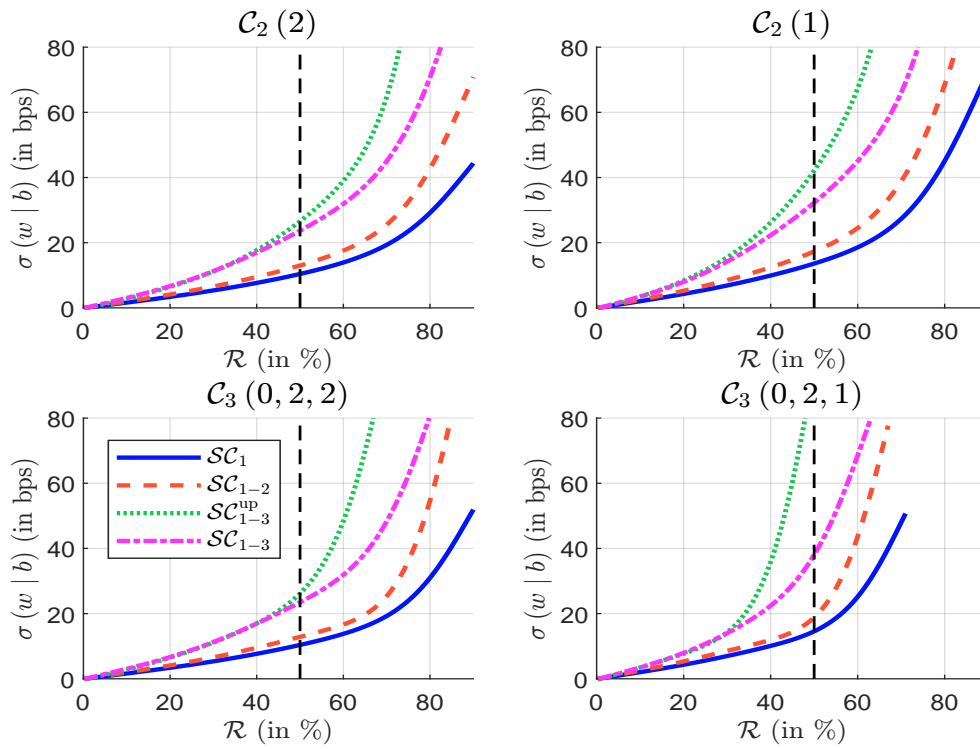 𝒞₂ (2)
80
60
40
20
0
σ (w | b) (in bps)
0 20 40 60 80
ℛ (in %)
𝒞₂ (1)
80
60
40
20
0
σ (w | b) (in bps)
0 20 40 60 80
ℛ (in %)
𝒞₃ (0, 2, 2)
80
60
40
20
0
σ (w | b) (in bps)
𝒮𝒞₁
𝒮𝒞₁₋₂
𝒮𝒞₁₋₃ᵘᵖ
𝒮𝒞₁₋₃
0 20 40 60 80
ℛ (in %)
𝒞₃ (0, 2, 1)
80
60
40
20
0
σ (w | b) (in bps)
0 20 40 60 80
ℛ (in %)